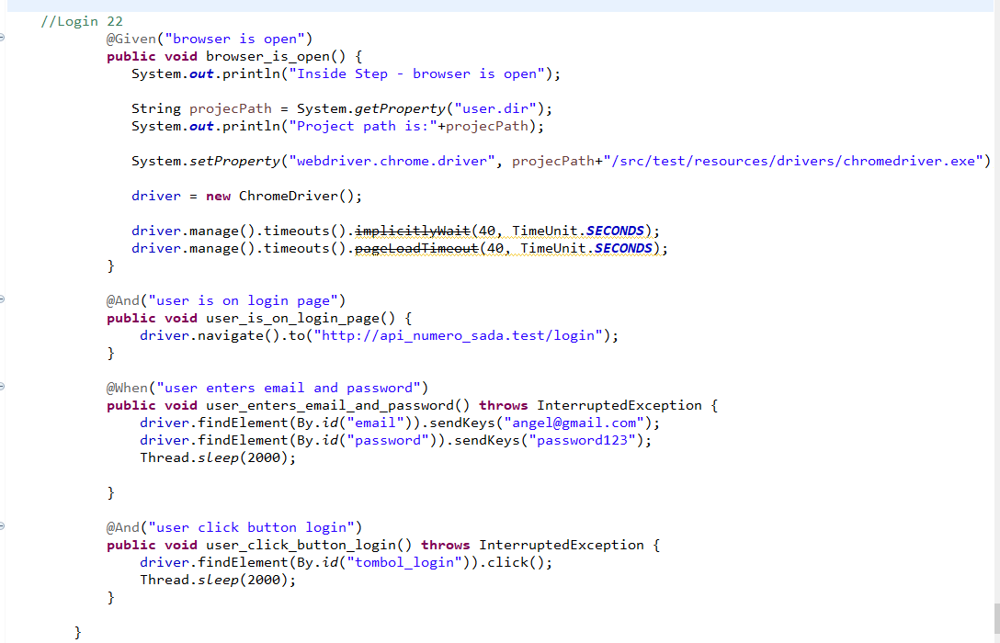 //Login 22
@Given("browser is open")
public void browser_is_open() {
System.out.println("Inside Step - browser is open");
String projecPath = System.getProperty("user.dir");
System.out.println("Project path is:"+projecPath);
System.setProperty("webdriver.chrome.driver", projecPath+"/src/test/resources/drivers/chromedriver.exe")
driver = new ChromeDriver();
driver.manage().timeouts().implicitlyWait(40, TimeUnit.SECONDS);
driver.manage().timeouts().pageLoadTimeout(40, TimeUnit.SECONDS);
}
@And("user is on login page")
public void user_is_on_login_page() {
driver.navigate().to("http://api_numero_sada.test/login");
}
@When("user enters email and password")
public void user_enters_email_and_password() throws InterruptedException {
driver.findElement(By.id("email")).sendKeys("angel@gmail.com");
driver.findElement(By.id("password")).sendKeys("password123");
Thread.sleep(2000);
}
@And("user click button login")
public void user_click_button_login() throws InterruptedException {
driver.findElement(By.id("tombol_login")).click();
Thread.sleep(2000);
}
}